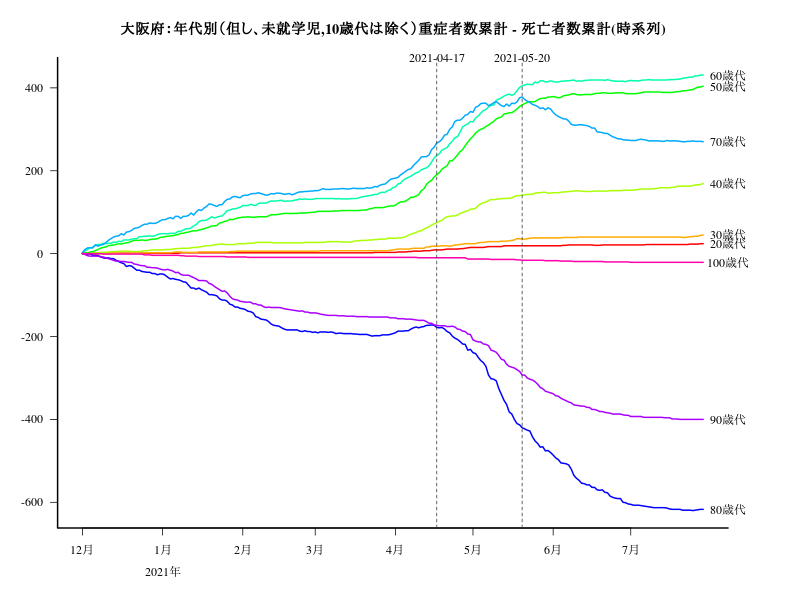 大阪府：年代別（但し、未就学児,10歳代は除く）重症者数累計 - 死亡者数累計(時系列)
2021-04-17
2021-05-20
400
200
0
-200
-400
-600
60歳代
50歳代
70歳代
40歳代
30歳代
20歳代
100歳代
90歳代
80歳代
12月
1月
2月
3月
4月
5月
6月
7月
2021年